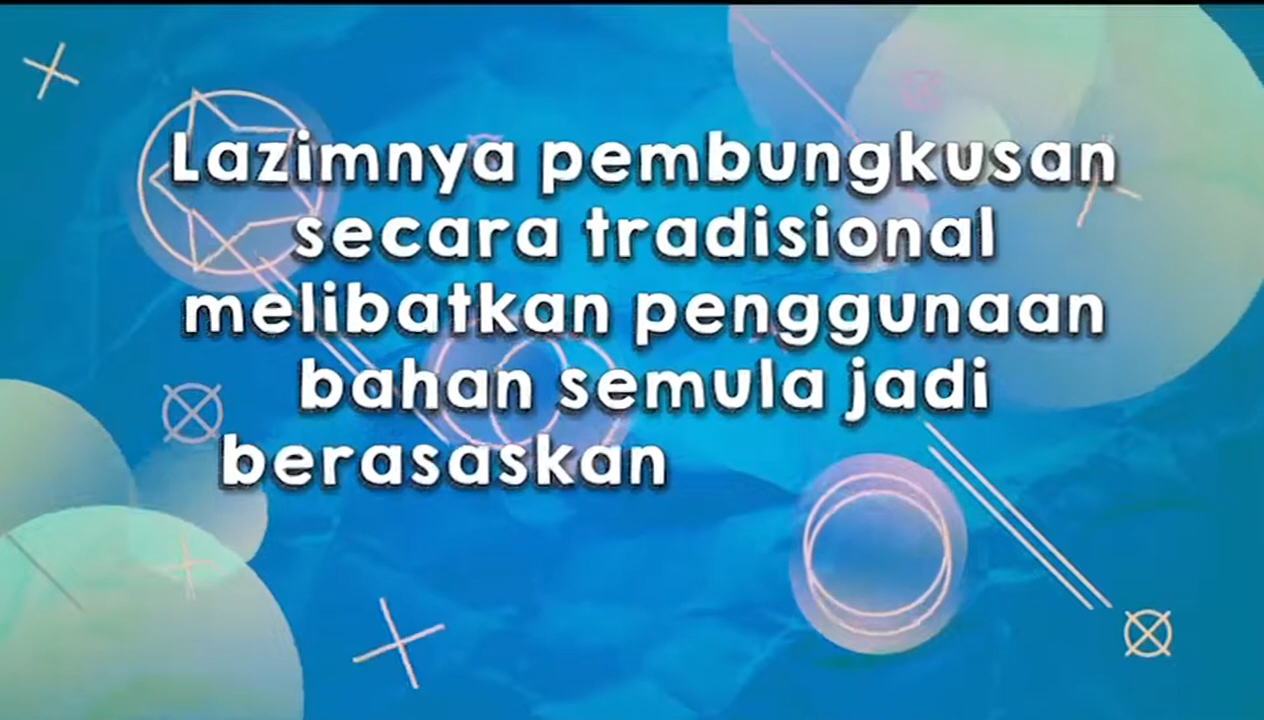 Lazimnya pembungkusan
secara tradisional
melibatkan penggunaan
bahan semula jadi
berasaskan